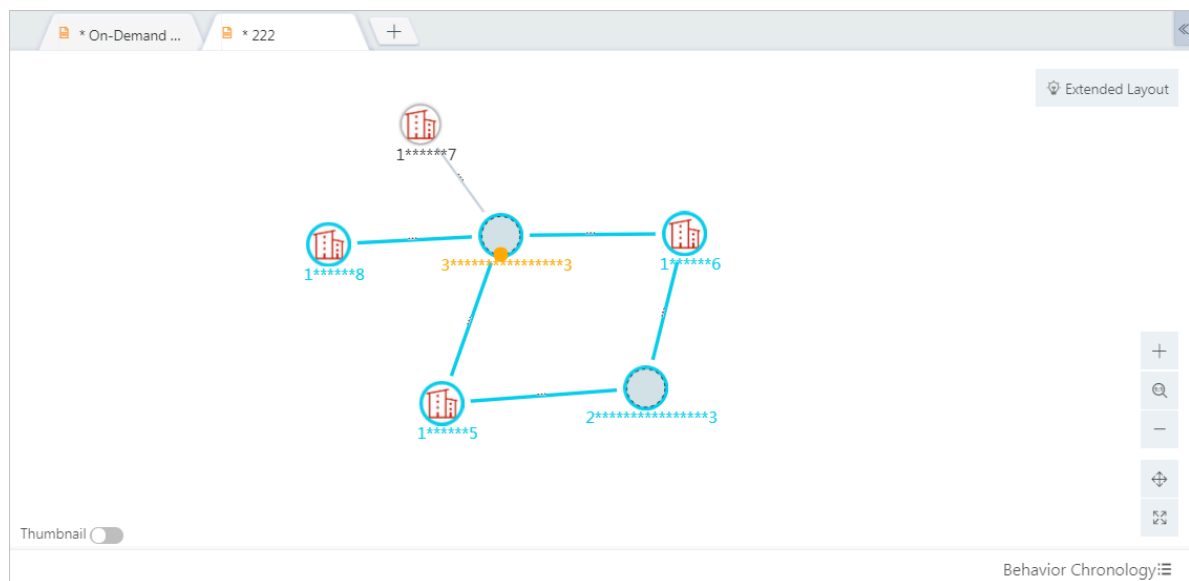 * On-Demand ...
* 222
Extended Layout
1******7
1******8
3****************3
1******6
1******5
2****************3
Thumbnail
Behavior Chronology